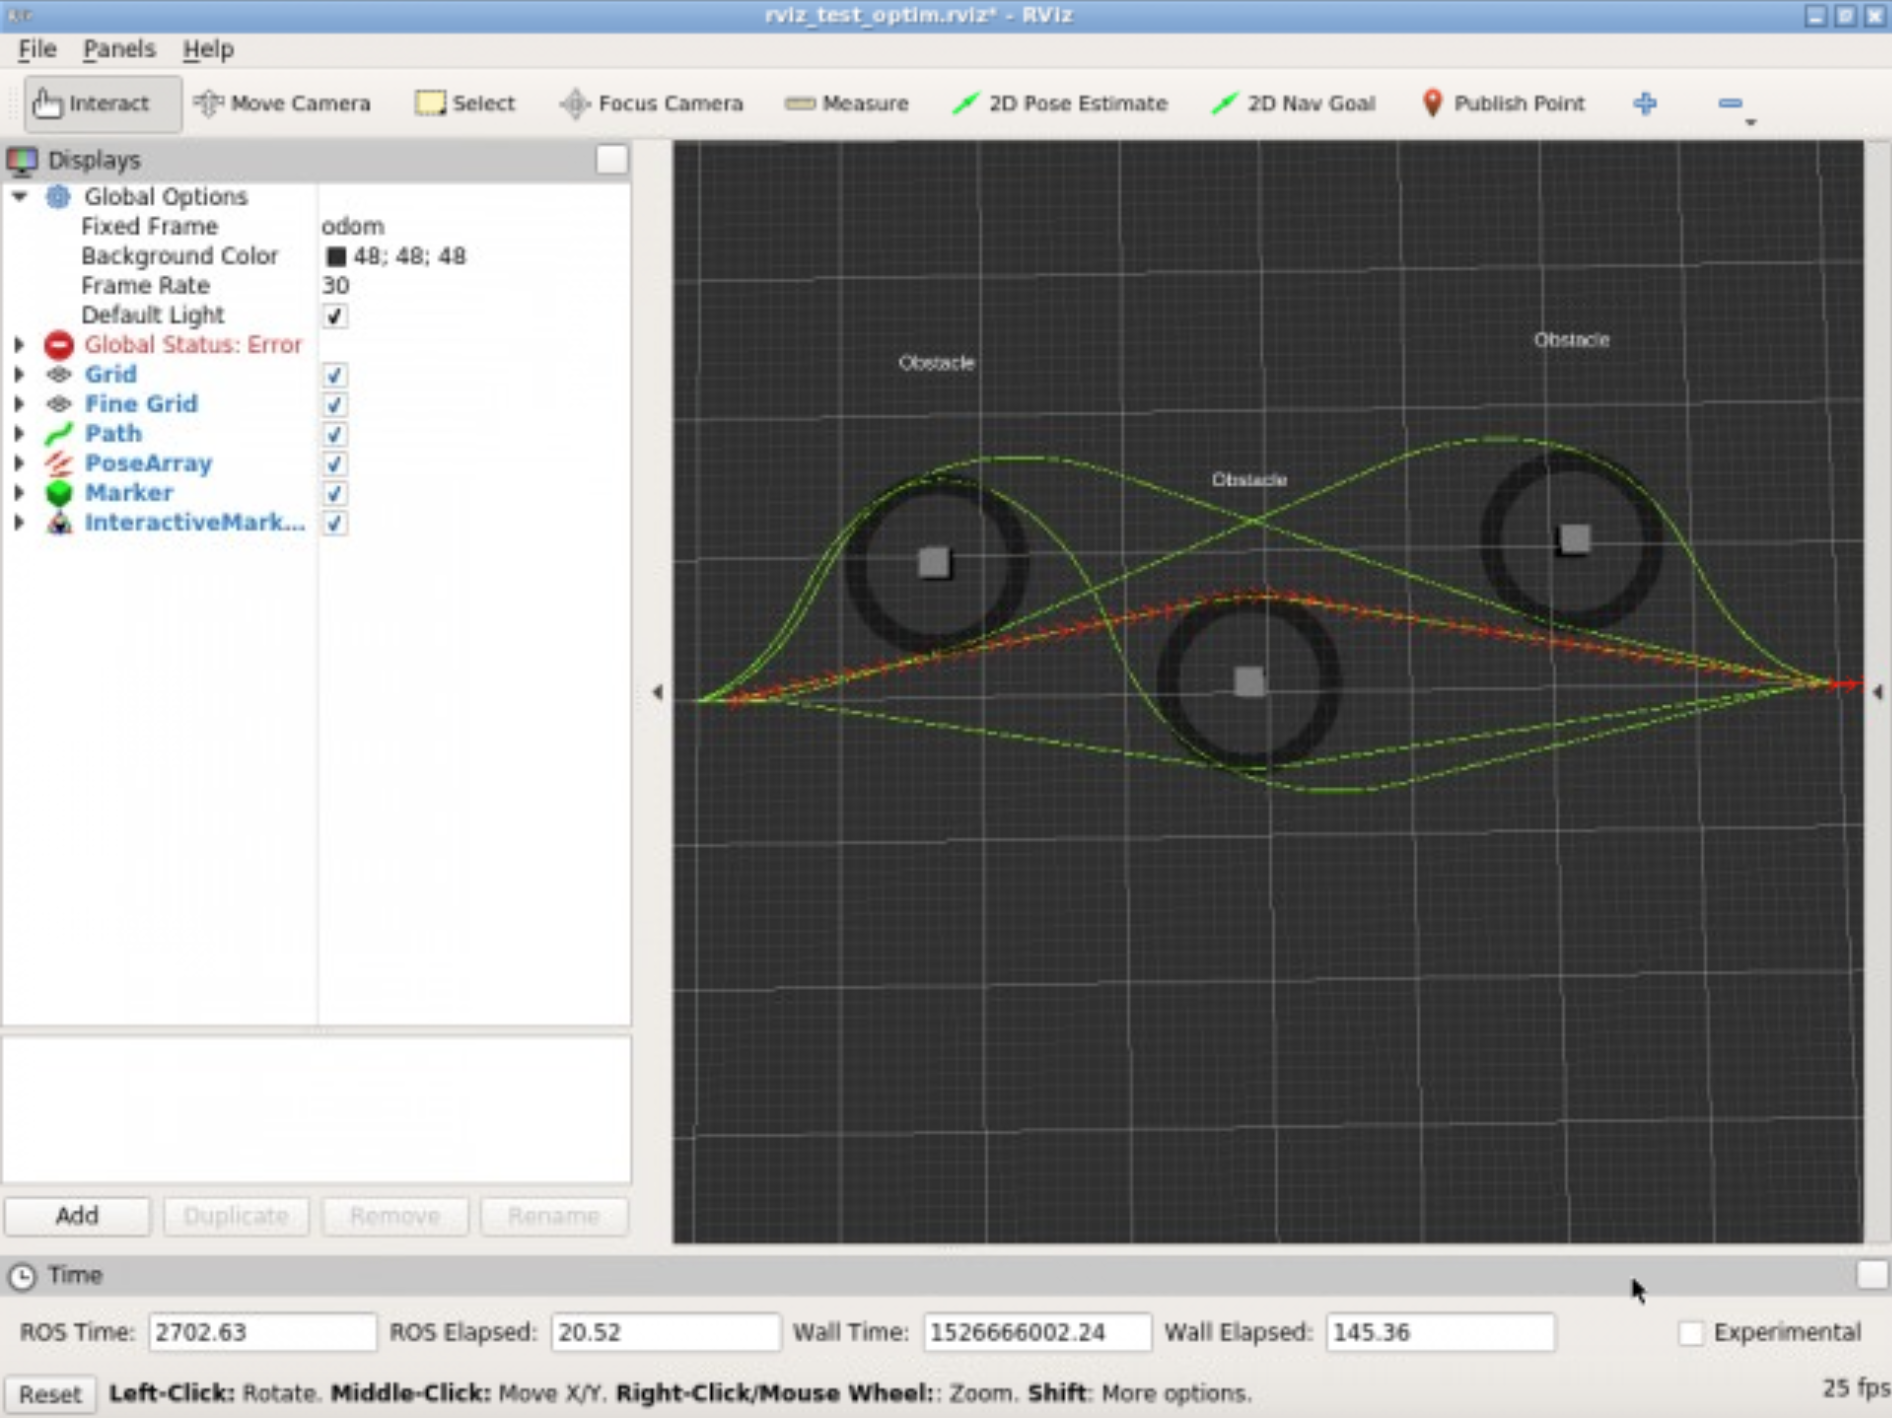 rviz_test_optim.rviz* - RViz
File Panels Help
Interact Move Camera Select Focus Camera Measure 2D Pose Estimate 2D Nav Goal Publish Point
Displays
Global Options
Fixed Frame odom
Background Color 48; 48; 48
Frame Rate 30
Default Light
Global Status: Error
Grid
Fine Grid
Path
PoseArray
Marker
InteractiveMark...
Obstacle
Obstacle
Obstacle
Add Duplicate Remove Rename
Time
ROS Time: 2702.63 ROS Elapsed: 20.52 Wall Time: 1526666002.24 Wall Elapsed: 145.36 Experimental
Reset Left-Click: Rotate. Middle-Click: Move X/Y. Right-Click/Mouse Wheel:: Zoom. Shift: More options. 25 fps